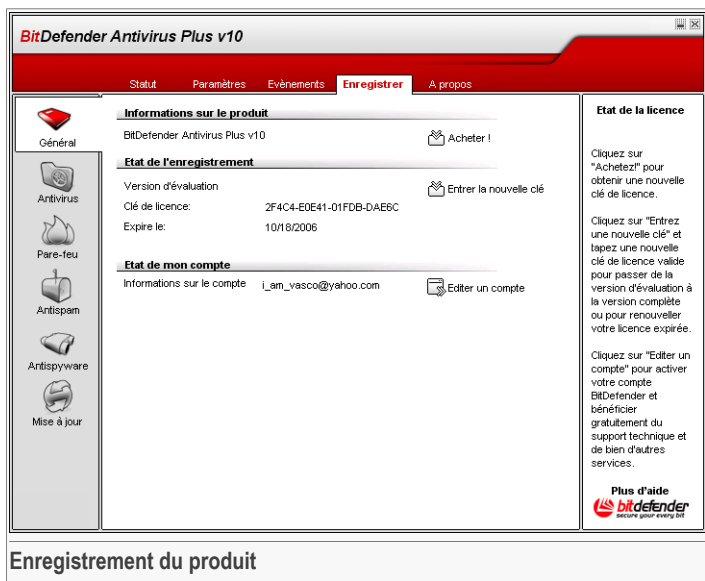 BitDefender Antivirus Plus v10
Statut Paramètres Evènements Enregistrer A propos
Général
Antivirus
Pare-feu
Antispam
Antispyware
Mise à jour
Informations sur le produit
BitDefender Antivirus Plus v10 Acheter !
Etat de l'enregistrement
Version d'évaluation Entrer la nouvelle clé
Clé de licence: 2F4C4-E0E41-01FDB-DAE6C
Expire le: 10/18/2006
Etat de mon compte
Informations sur le compte i_am_vasco@yahoo.com Editer un compte
Etat de la licence
Cliquez sur
"Achetez!" pour
obtenir une nouvelle
clé de licence.
Cliquez sur "Entrez
une nouvelle clé" et
tapez une nouvelle
clé de licence valide
pour passer de la
version d'évaluation à
la version complète
ou pour renouveller
votre licence expirée.
Cliquez sur "Editer un
compte" pour activer
votre compte
BitDefender et
bénéficier
gratuitement du
support technique et
de bien d'autres
services.
Plus d'aide
bitdefender
secure your every bit
Enregistrement du produit